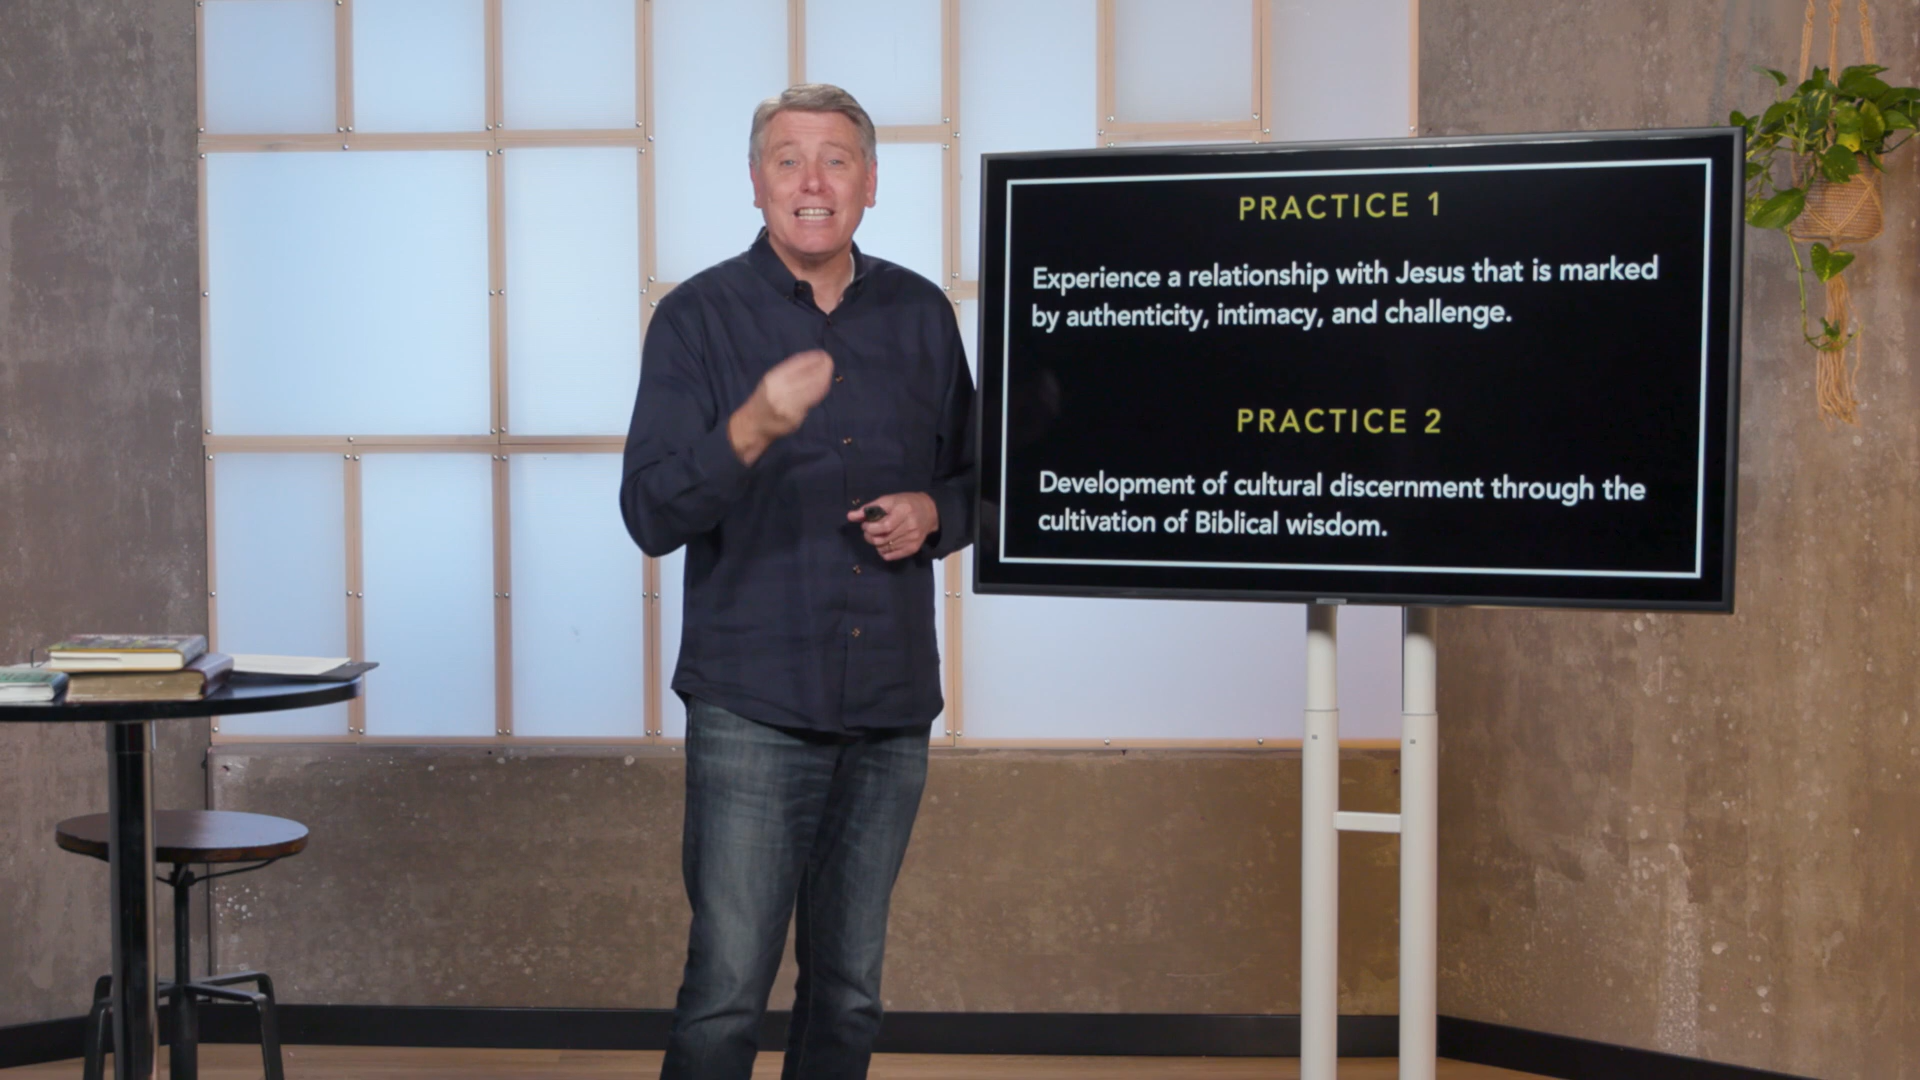 PRACTICE 1
Experience a relationship with Jesus that is marked
by authenticity, intimacy, and challenge.
PRACTICE 2
Development of cultural discernment through the
cultivation of Biblical wisdom.